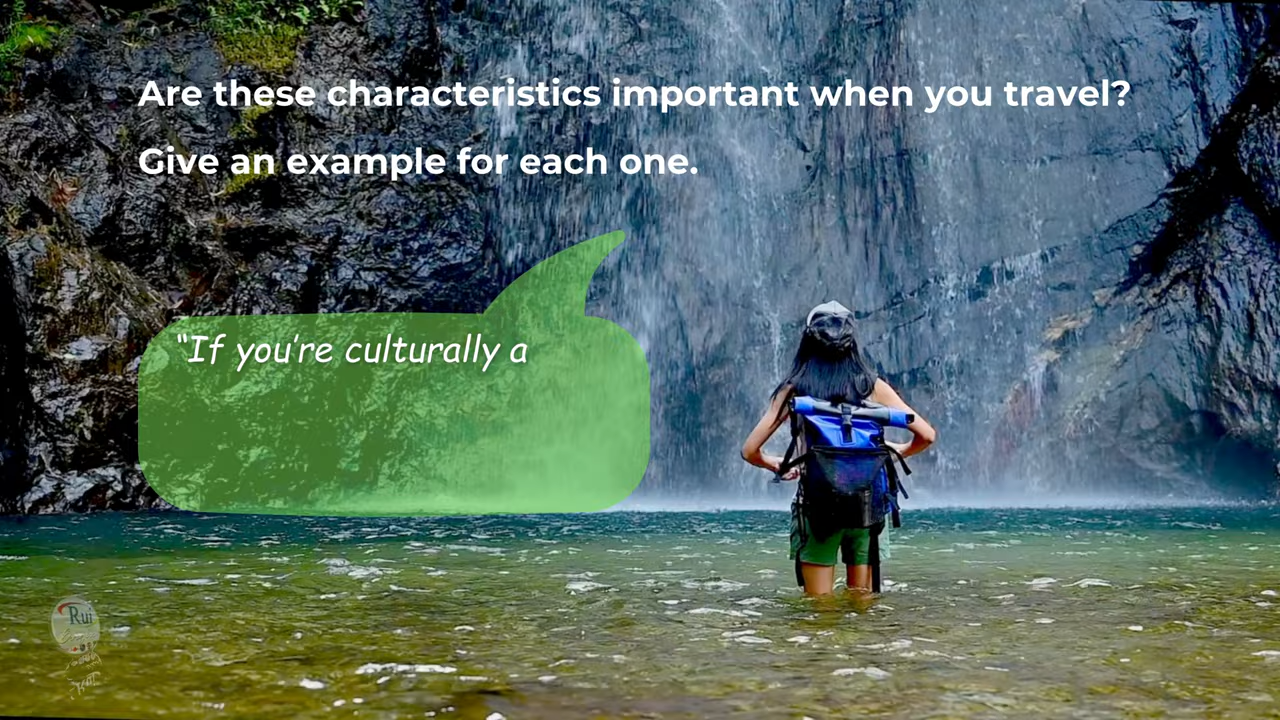 Are these characteristics important when you travel?
Give an example for each one.
“If you’re culturally a
Rui